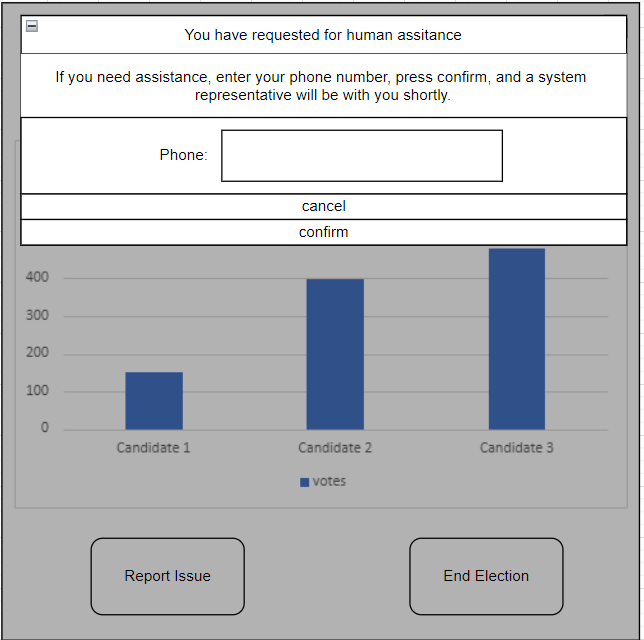 You have requested for human assitance
If you need assistance, enter your phone number, press confirm, and a system
representative will be with you shortly.
Phone:
cancel
confirm
400
300
200
100
0
Candidate 1 Candidate 2 Candidate 3
votes
Report Issue End Election